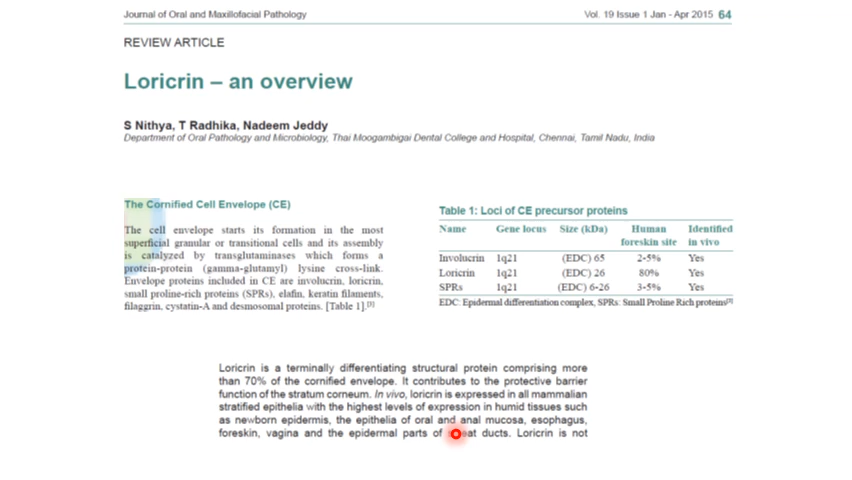 Journal of Oral and Maxillofacial Pathology
Vol. 19 Issue 1 Jan - Apr 2015 64
REVIEW ARTICLE
Loricrin – an overview
S Nithya, T Radhika, Nadeem Jeddy
Department of Oral Pathology and Microbiology, Thai Moogambigai Dental College and Hospital, Chennai, Tamil Nadu, India
The Cornified Cell Envelope (CE)
The cell envelope starts its formation in the most
superficial granular or transitional cells and its assembly
is catalyzed by transglutaminases which forms a
protein-protein (gamma-glutamyl) lysine cross-link.
Envelope proteins included in CE are involucrin, loricrin,
small proline-rich proteins (SPRs), elafin, keratin filaments,
filaggrin, cystatin-A and desmosomal proteins. [Table 1].[3]
Table 1: Loci of CE precursor proteins
Name Gene locus Size (kDa) Human Identified
foreskin site in vivo
Involucrin 1q21 (EDC) 65 2-5% Yes
Loricrin 1q21 (EDC) 26 80% Yes
SPRs 1q21 (EDC) 6-26 3-5% Yes
EDC: Epidermal differentiation complex, SPRs: Small Proline Rich proteins[3]
Loricrin is a terminally differentiating structural protein comprising more
than 70% of the cornified envelope. It contributes to the protective barrier
function of the stratum corneum. In vivo, loricrin is expressed in all mammalian
stratified epithelia with the highest levels of expression in humid tissues such
as newborn epidermis, the epithelia of oral and anal mucosa, esophagus,
foreskin, vagina and the epidermal parts of ducts. Loricrin is not